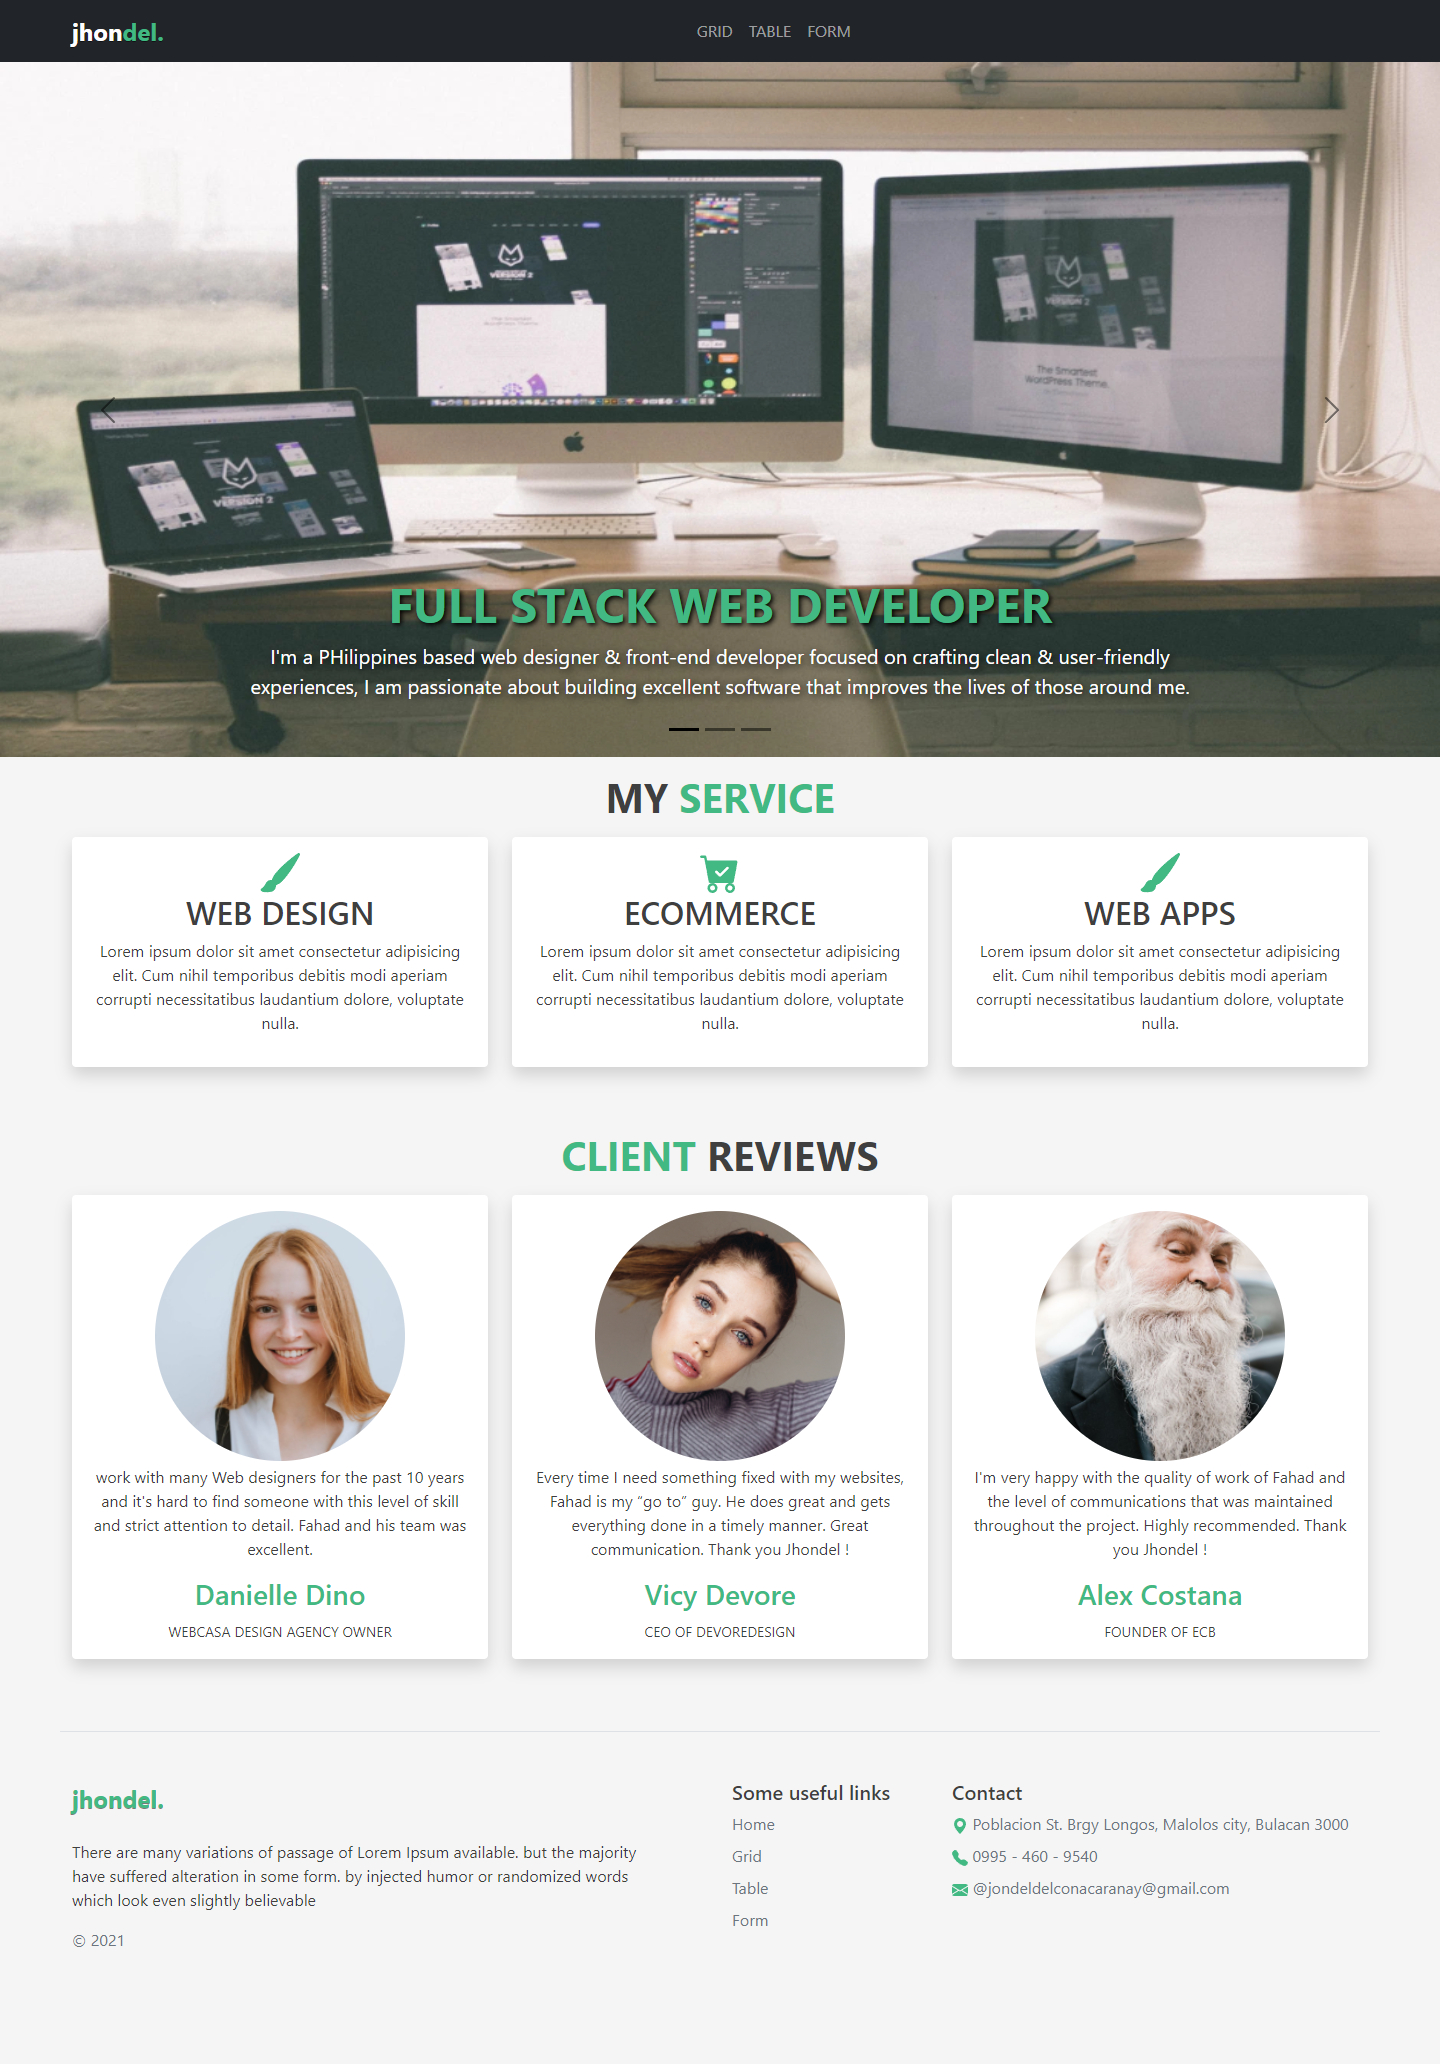 jhondel.
GRID TABLE FORM
VERSION 2
The Smartest
WordPress Theme.
The Smartest
WordPress Theme.
VERSION 2
FULL STACK WEB DEVELOPER
I'm a PHilippines based web designer & front-end developer focused on crafting clean & user-friendly
experiences, I am passionate about building excellent software that improves the lives of those around me.
MY SERVICE
WEB DESIGN
Lorem ipsum dolor sit amet consectetur adipisicing
elit. Cum nihil temporibus debitis modi aperiam
corrupti necessitatibus laudantium dolore, voluptate
nulla.
ECOMMERCE
Lorem ipsum dolor sit amet consectetur adipisicing
elit. Cum nihil temporibus debitis modi aperiam
corrupti necessitatibus laudantium dolore, voluptate
nulla.
WEB APPS
Lorem ipsum dolor sit amet consectetur adipisicing
elit. Cum nihil temporibus debitis modi aperiam
corrupti necessitatibus laudantium dolore, voluptate
nulla.
CLIENT REVIEWS
work with many Web designers for the past 10 years
and it's hard to find someone with this level of skill
and strict attention to detail. Fahad and his team was
excellent.
Danielle Dino
WEBCASA DESIGN AGENCY OWNER
Every time I need something fixed with my websites,
Fahad is my “go to” guy. He does great and gets
everything done in a timely manner. Great
communication. Thank you Jhondel !
Vicy Devore
CEO OF DEVOREDESIGN
I'm very happy with the quality of work of Fahad and
the level of communications that was maintained
throughout the project. Highly recommended. Thank
you Jhondel !
Alex Costana
FOUNDER OF ECB
jhondel.
There are many variations of passage of Lorem Ipsum available. but the majority
have suffered alteration in some form. by injected humor or randomized words
which look even slightly believable
© 2021
Some useful links
Home
Grid
Table
Form
Contact
Poblacion St. Brgy Longos, Malolos city, Bulacan 3000
0995 - 460 - 9540
@jondeldelconacaranay@gmail.com